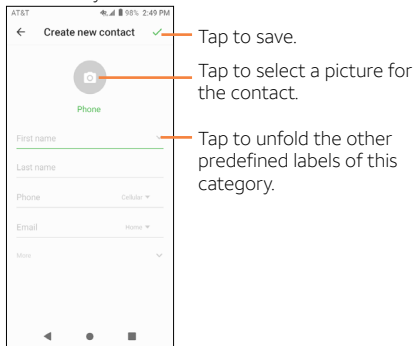 AT&T 98% 2:49 PM
Create new contact
Phone
First name
Last name
Phone Cellular
Email Home
More
Tap to save.
Tap to select a picture for
the contact.
Tap to unfold the other
predefined labels of this
category.